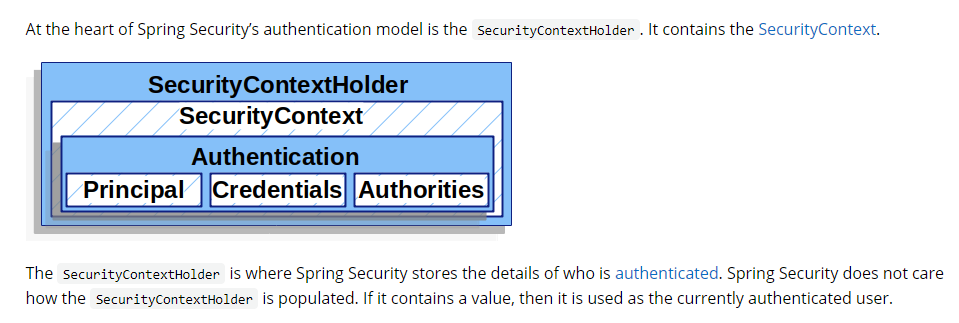 At the heart of Spring Security’s authentication model is the SecurityContextHolder . It contains the SecurityContext.
SecurityContextHolder
SecurityContext
Authentication
Principal Credentials Authorities
The SecurityContextHolder is where Spring Security stores the details of who is authenticated. Spring Security does not care
how the SecurityContextHolder is populated. If it contains a value, then it is used as the currently authenticated user.